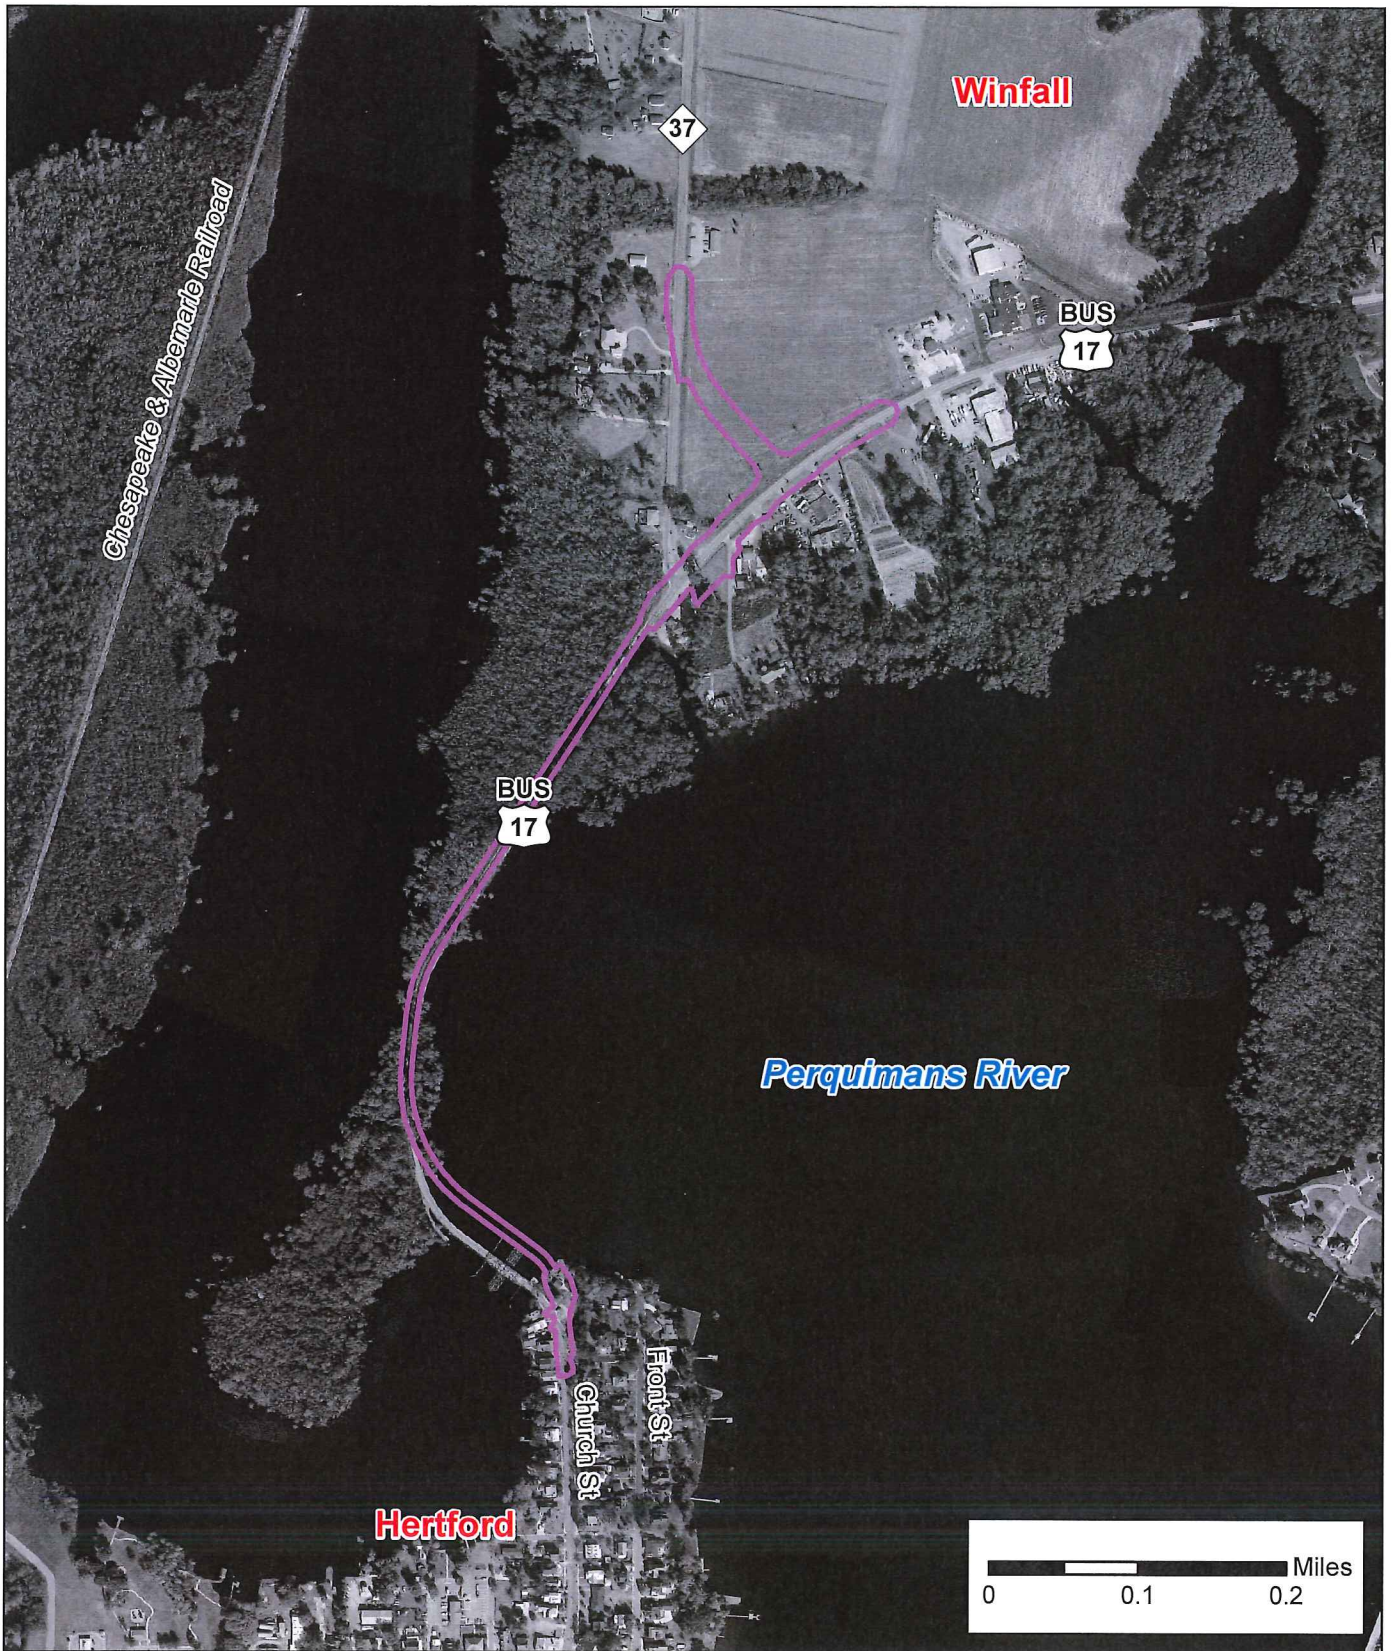 Winfall
37
Chesapeake & Albemarle Railroad
BUS
17
BUS
17
Perquimans River
Front St
Church St
Hertford
Miles
0
0.1
0.2